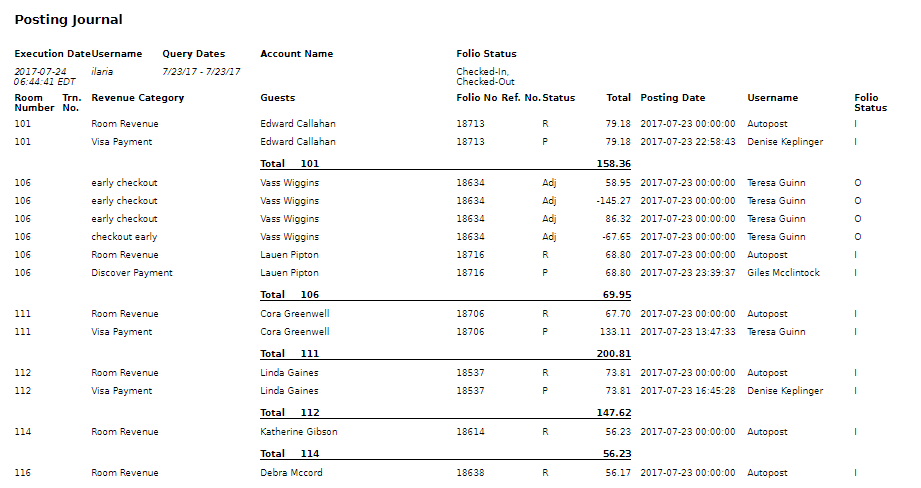 Posting Journal
Execution Date Username Query Dates Account Name Folio Status
2017-07-24 ilaria 7/23/17 - 7/23/17 Checked-In,
06:44:41 EDT Checked-Out
Room Trn. Revenue Category Guests Folio No Ref. No. Status Total Posting Date Username Folio
Number No. Status
101 Room Revenue Edward Callahan 18713 R 79.18 2017-07-23 00:00:00 Autopost I
101 Visa Payment Edward Callahan 18713 P 79.18 2017-07-23 22:58:43 Denise Keplinger I
Total 101 158.36
106 early checkout Vass Wiggins 18634 Adj 58.95 2017-07-23 00:00:00 Teresa Guinn O
106 early checkout Vass Wiggins 18634 Adj -145.27 2017-07-23 00:00:00 Teresa Guinn O
106 early checkout Vass Wiggins 18634 Adj 86.32 2017-07-23 00:00:00 Teresa Guinn O
106 checkout early Vass Wiggins 18634 Adj -67.65 2017-07-23 00:00:00 Teresa Guinn O
106 Room Revenue Lauen Pipton 18716 R 68.80 2017-07-23 00:00:00 Autopost I
106 Discover Payment Lauen Pipton 18716 P 68.80 2017-07-23 23:39:37 Giles Mcclintock I
Total 106 69.95
111 Room Revenue Cora Greenwell 18706 R 67.70 2017-07-23 00:00:00 Autopost I
111 Visa Payment Cora Greenwell 18706 P 133.11 2017-07-23 13:47:33 Teresa Guinn I
Total 111 200.81
112 Room Revenue Linda Gaines 18537 R 73.81 2017-07-23 00:00:00 Autopost I
112 Visa Payment Linda Gaines 18537 P 73.81 2017-07-23 16:45:28 Denise Keplinger I
Total 112 147.62
114 Room Revenue Katherine Gibson 18614 R 56.23 2017-07-23 00:00:00 Autopost I
Total 114 56.23
116 Room Revenue Debra Mccord 18638 R 56.17 2017-07-23 00:00:00 Autopost I